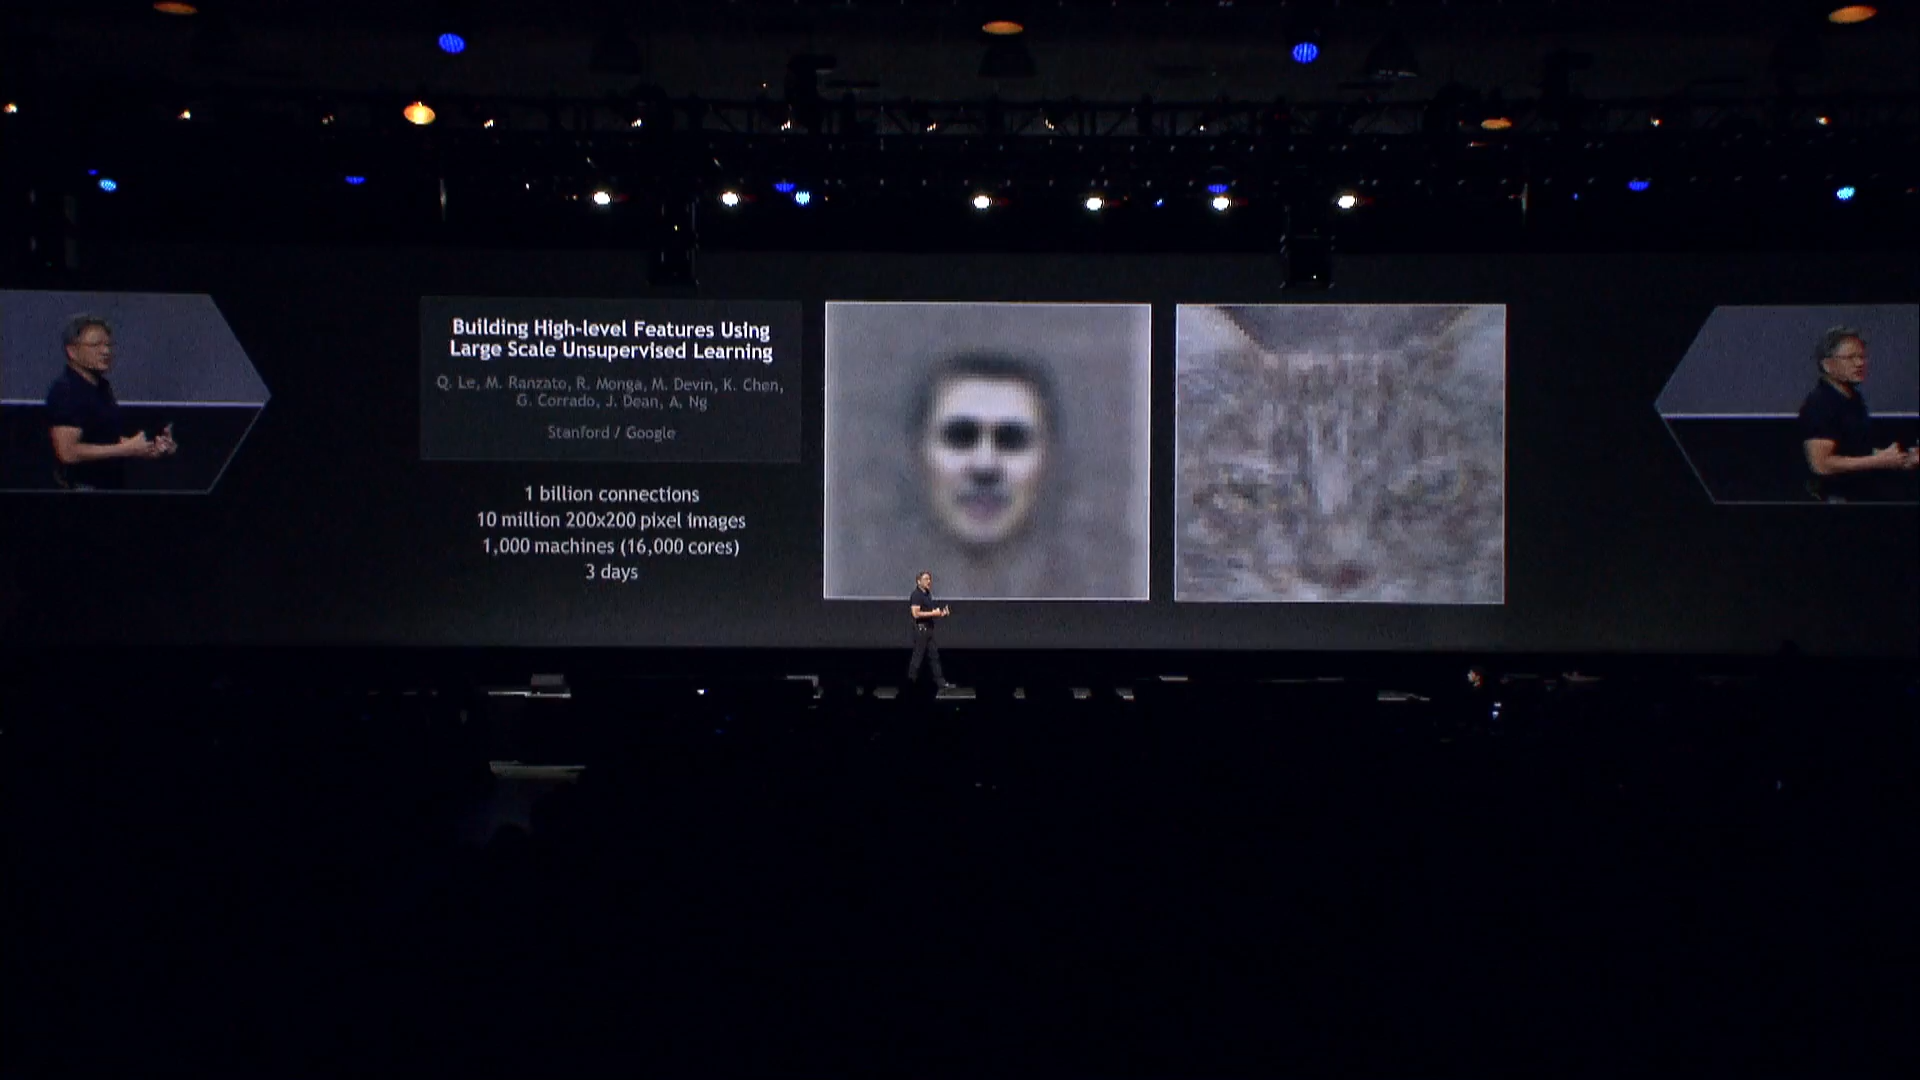 Building High-level Features Using
Large Scale Unsupervised Learning
Q. Le, M. Ranzato, R. Monga, M. Devin, K. Chen,
G. Corrado, J. Dean, A. Ng
Stanford / Google
1 billion connections
10 million 200x200 pixel images
1,000 machines (16,000 cores)
3 days